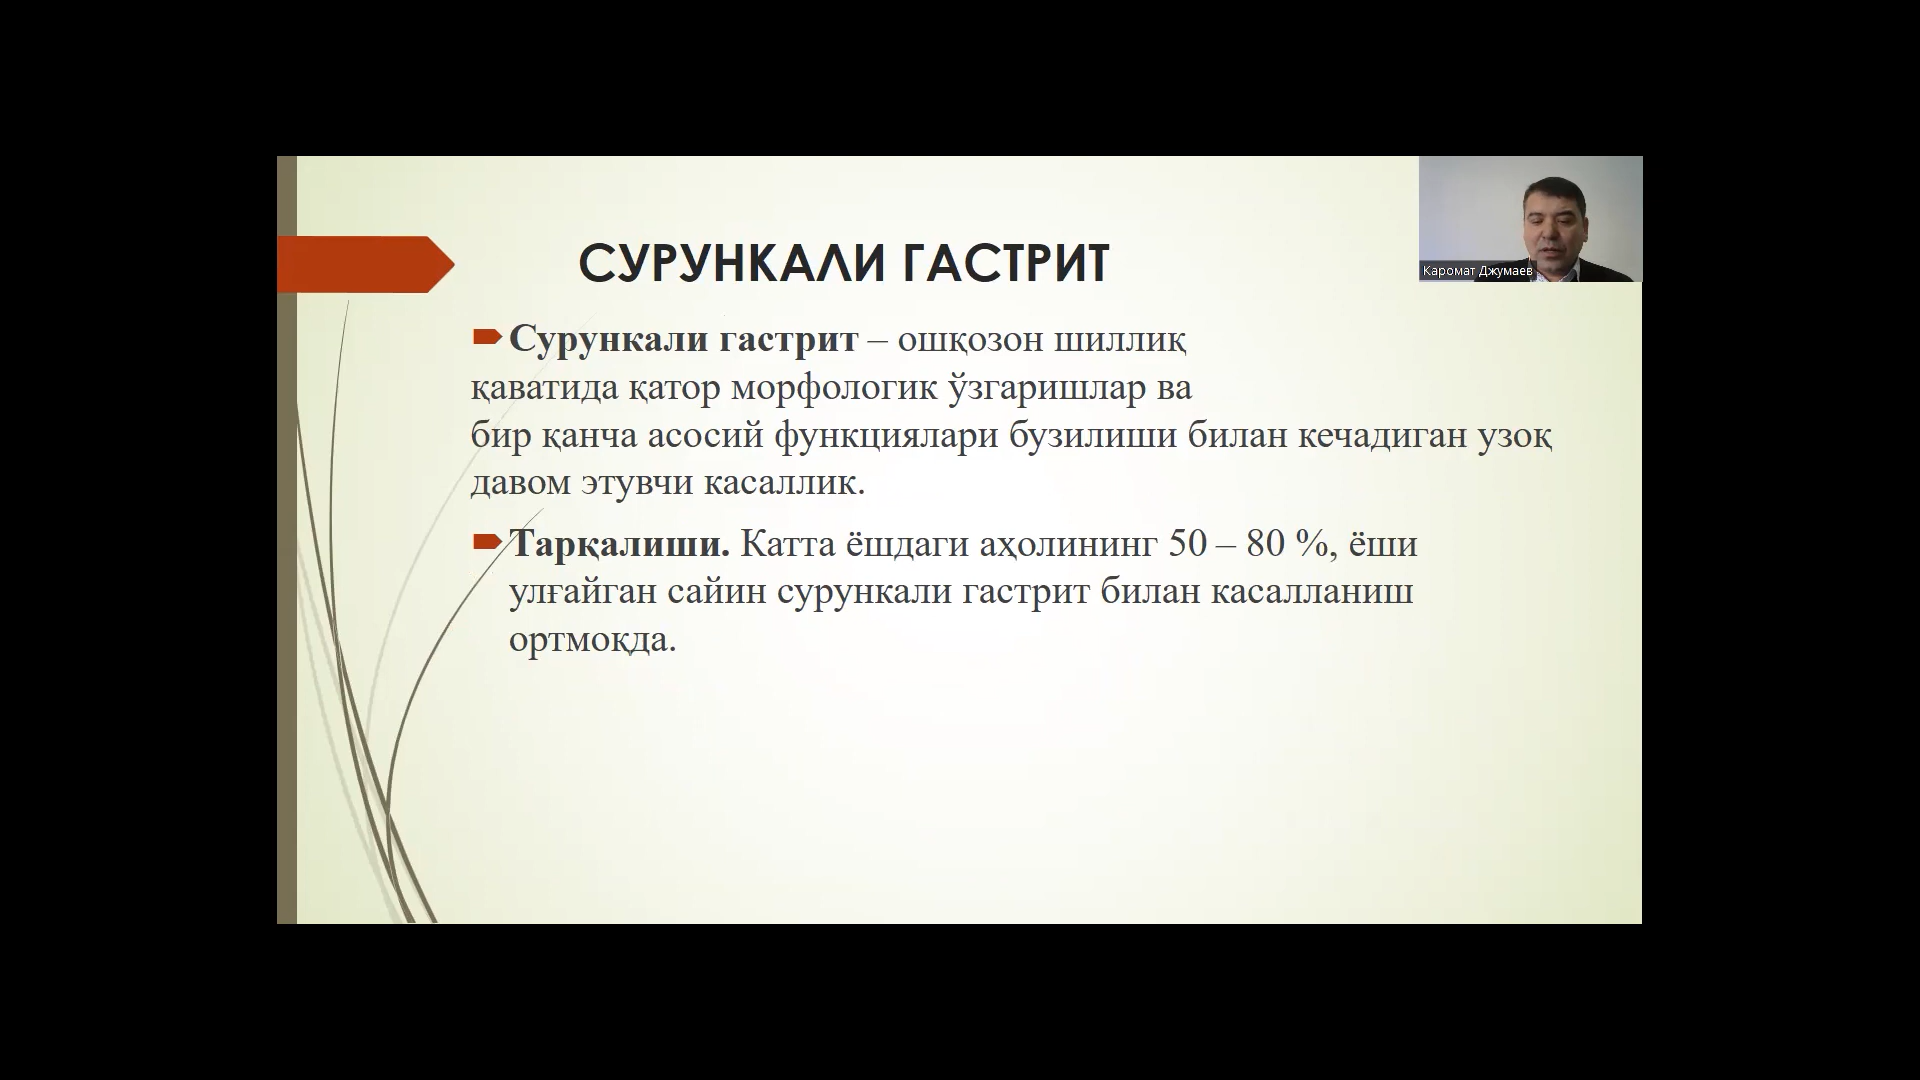 СУРУНКАЛИ ГАСТРИТ
Каромат Джумаев
Сурункали гастрит – ошқозон шиллиқ
қаватида қатор морфологик ўзгаришлар ва
бир қанча асосий функциялари бузилиши билан кечадиган узоқ
давом этувчи касаллик.
Тарқалиши. Катта ёшдаги аҳолининг 50 – 80 %, ёши
улғайган сайин сурункали гастрит билан касалланиш
ортмоқда.